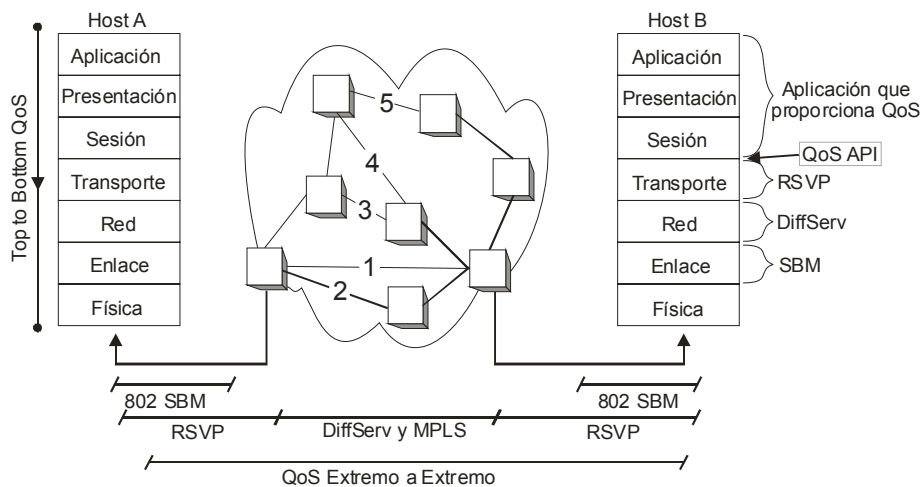 Host A
Host B
Top to Bottom QoS
Aplicación
Presentación
Sesión
Transporte
Red
Enlace
Física
5
4
3
1
2
Aplicación
Presentación
Sesión
Transporte
Red
Enlace
Física
Aplicación que
proporciona QoS
QoS API
RSVP
DiffServ
SBM
802 SBM
802 SBM
RSVP
DiffServ y MPLS
RSVP
QoS Extremo a Extremo